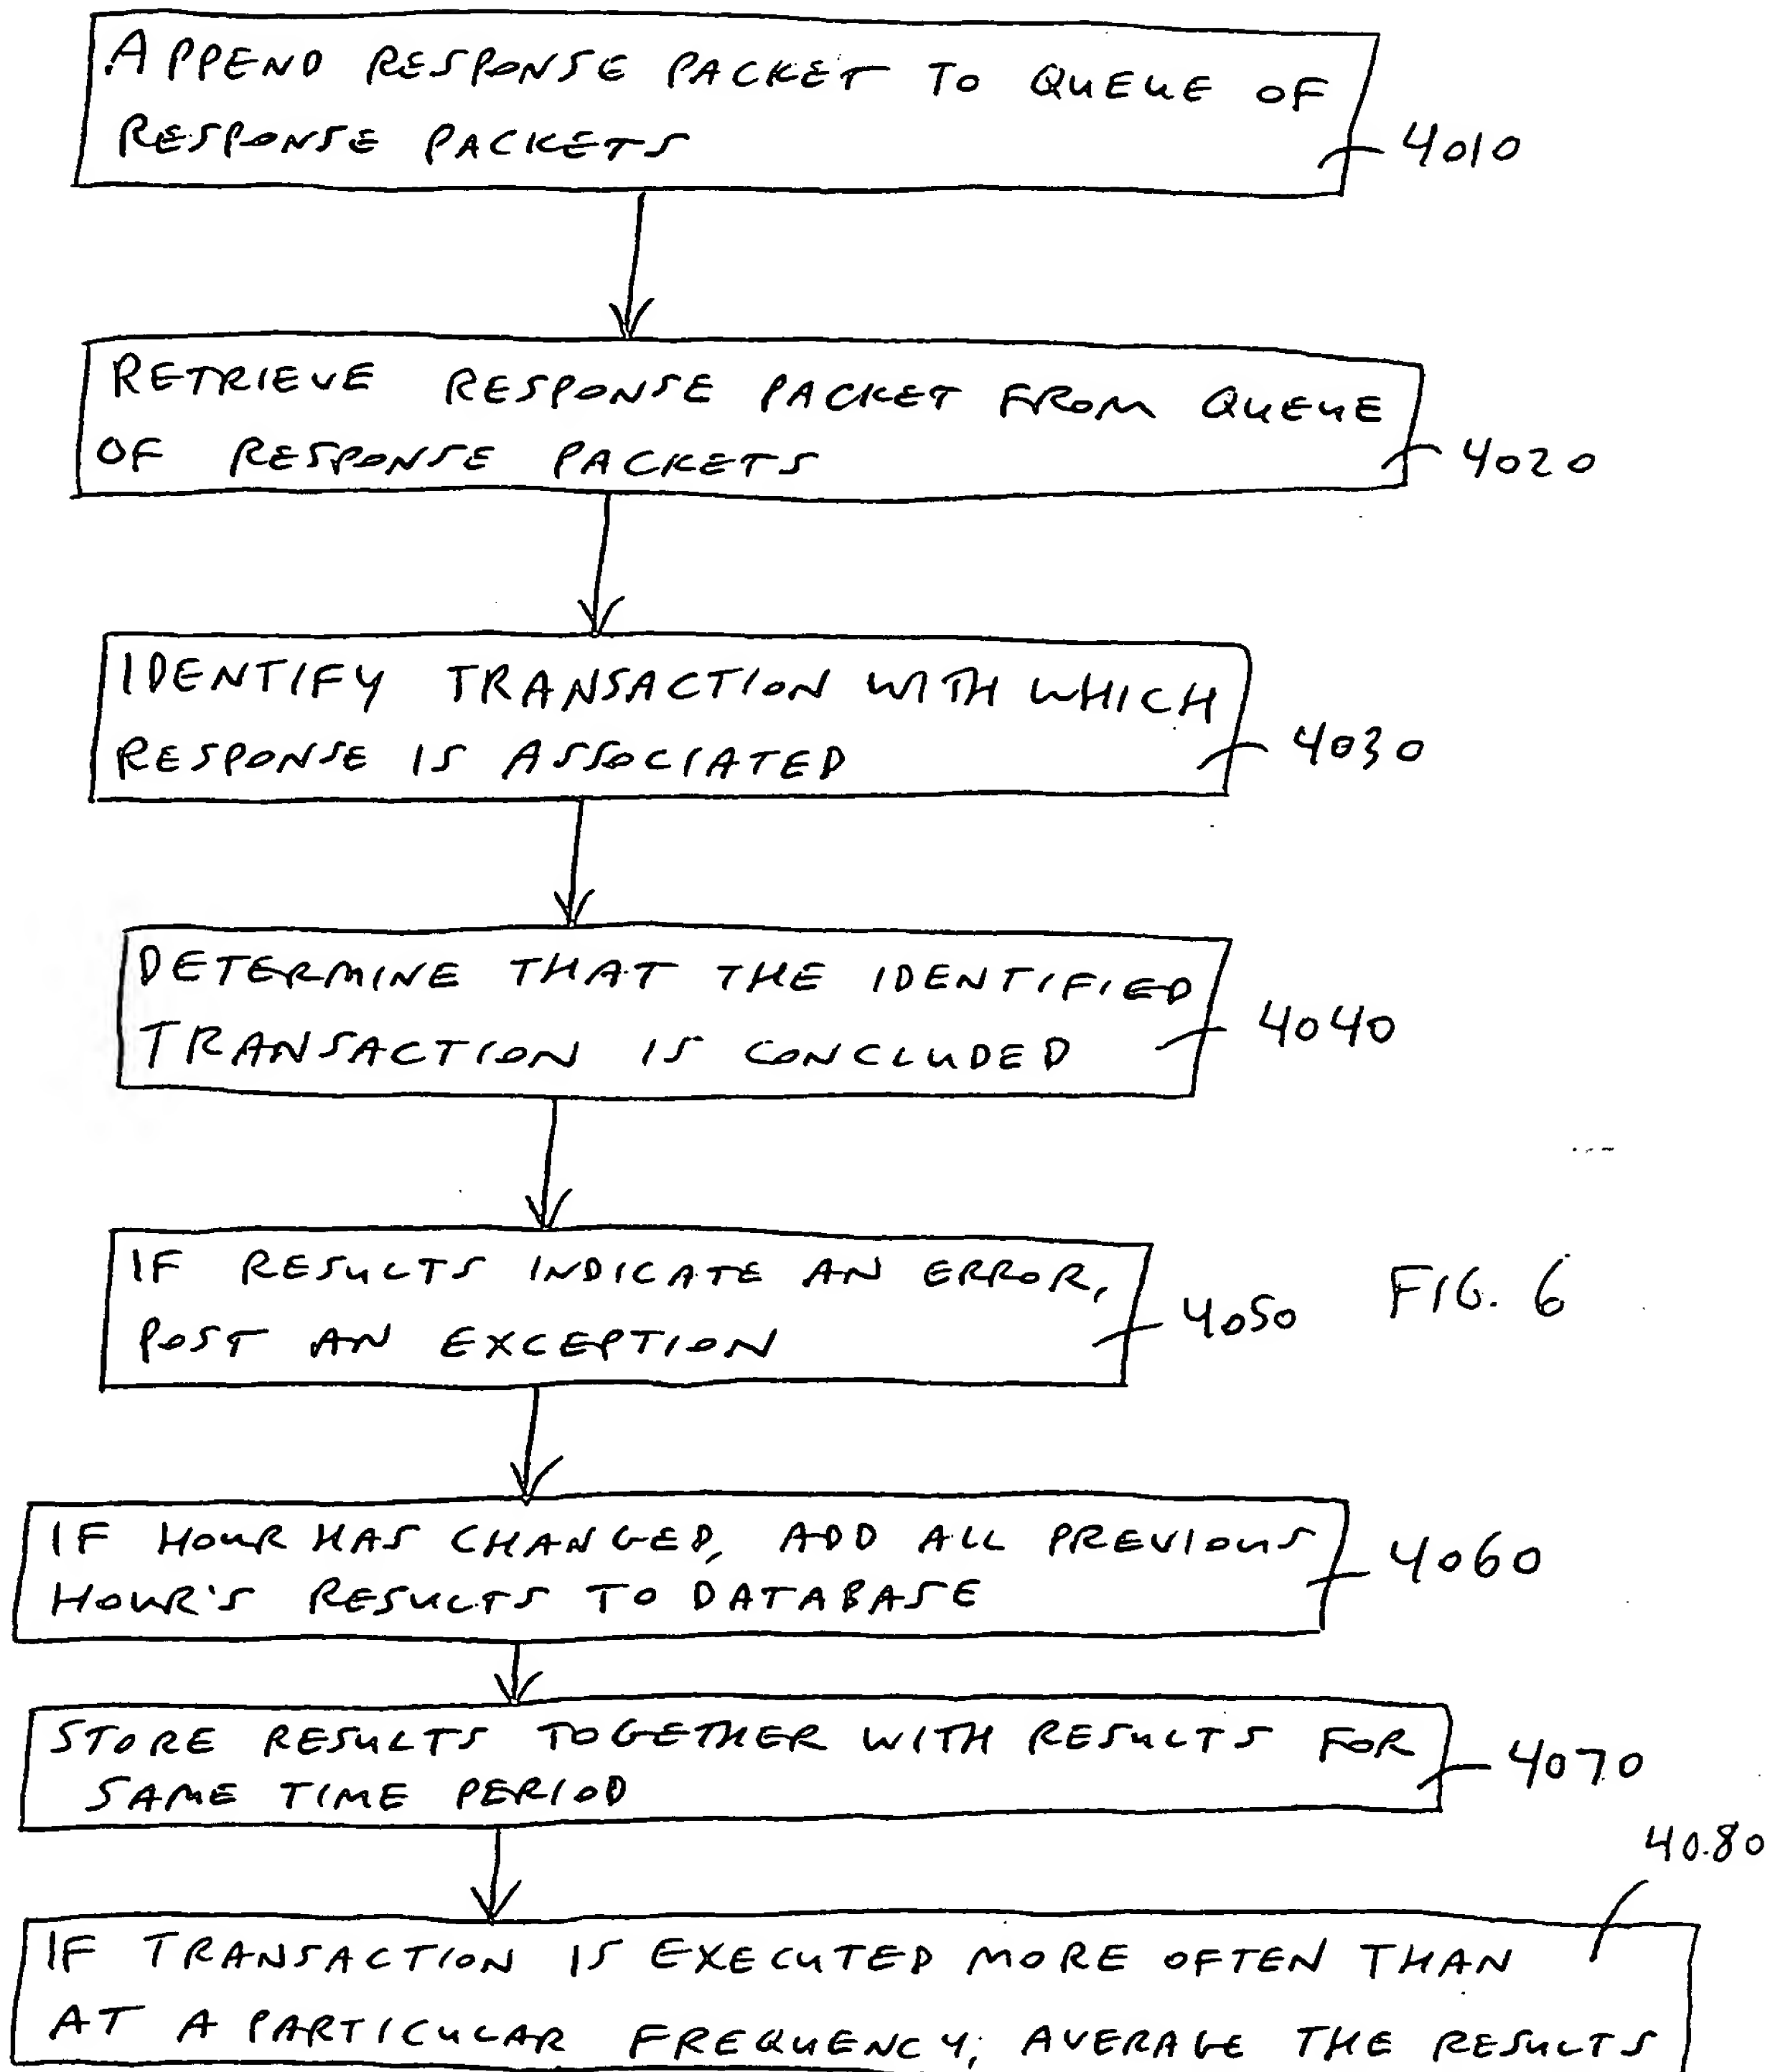 APPEND RESPONSE PACKET TO QUEUE OF
RESPONSE PACKETS
4010
RETRIEVE RESPONSE PACKET FROM QUEUE
OF RESPONSE PACKETS
4020
IDENTIFY TRANSACTION WITH WHICH
RESPONSE IS ASSOCIATED
4030
DETERMINE THAT THE IDENTIFIED
TRANSACTION IS CONCLUDED
4040
IF RESULTS INDICATE AN ERROR,
POST AN EXCEPTION
4050
FIG. 6
IF HOUR HAS CHANGED, ADD ALL PREVIOUS
HOUR'S RESULTS TO DATABASE
4060
STORE RESULTS TOGETHER WITH RESULTS FOR
SAME TIME PERIOD
4070
4080
IF TRANSACTION IS EXECUTED MORE OFTEN THAN
AT A PARTICULAR FREQUENCY, AVERAGE THE RESULTS